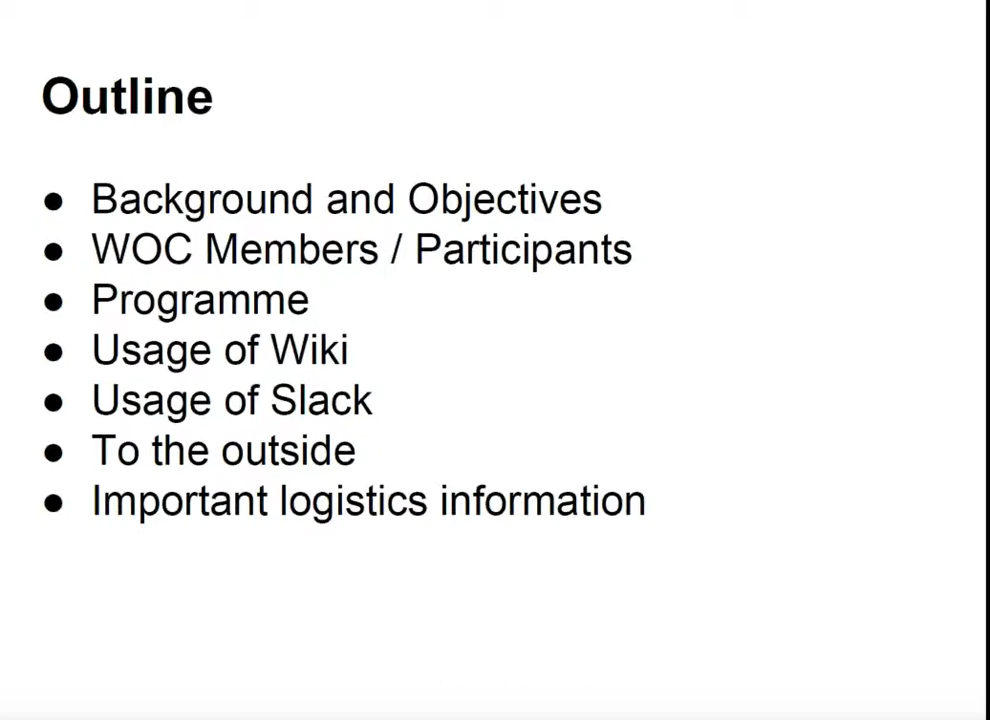 Outline
● Background and Objectives
● WOC Members / Participants
● Programme
● Usage of Wiki
● Usage of Slack
● To the outside
● Important logistics information